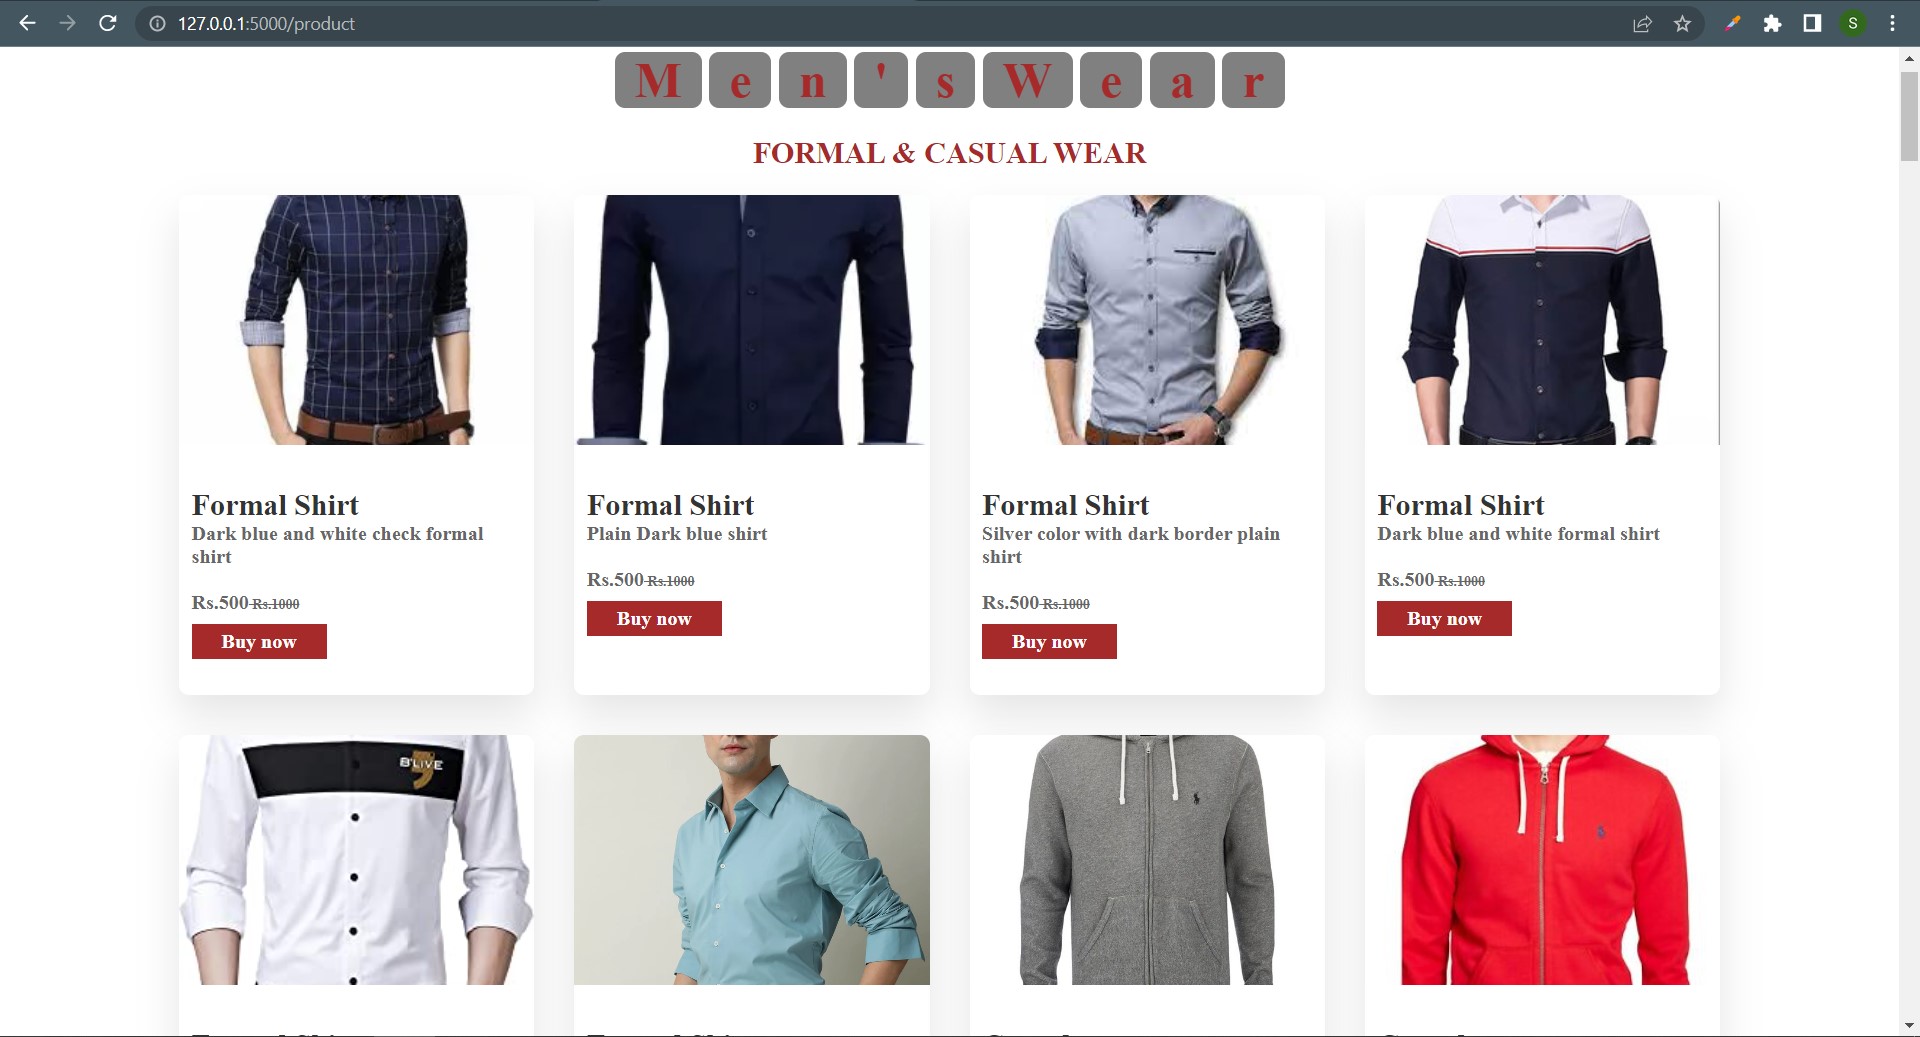 127.0.0.1:5000/product
S
Men'sWear
FORMAL & CASUAL WEAR
Formal Shirt
Dark blue and white check formal
shirt
Rs.500 Rs.1000
Buy now
Formal Shirt
Plain Dark blue shirt
Rs.500 Rs.1000
Buy now
Formal Shirt
Silver color with dark border plain
shirt
Rs.500 Rs.1000
Buy now
Formal Shirt
Dark blue and white formal shirt
Rs.500 Rs.1000
Buy now
B'LIVE